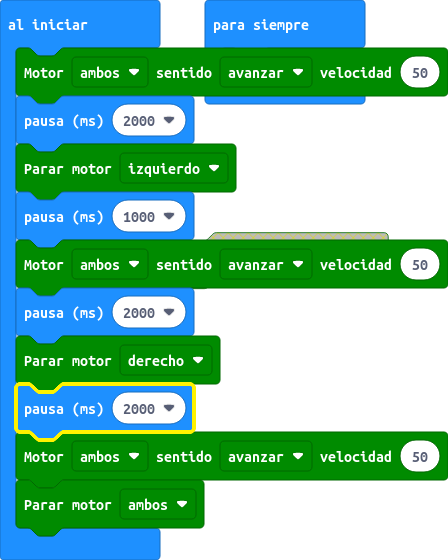 al iniciar
para siempre
Motor ambos sentido avanzar velocidad 50
pausa (ms) 2000
Parar motor izquierdo
pausa (ms) 1000
Motor ambos sentido avanzar velocidad 50
pausa (ms) 2000
Parar motor derecho
pausa (ms) 2000
Motor ambos sentido avanzar velocidad 50
Parar motor ambos